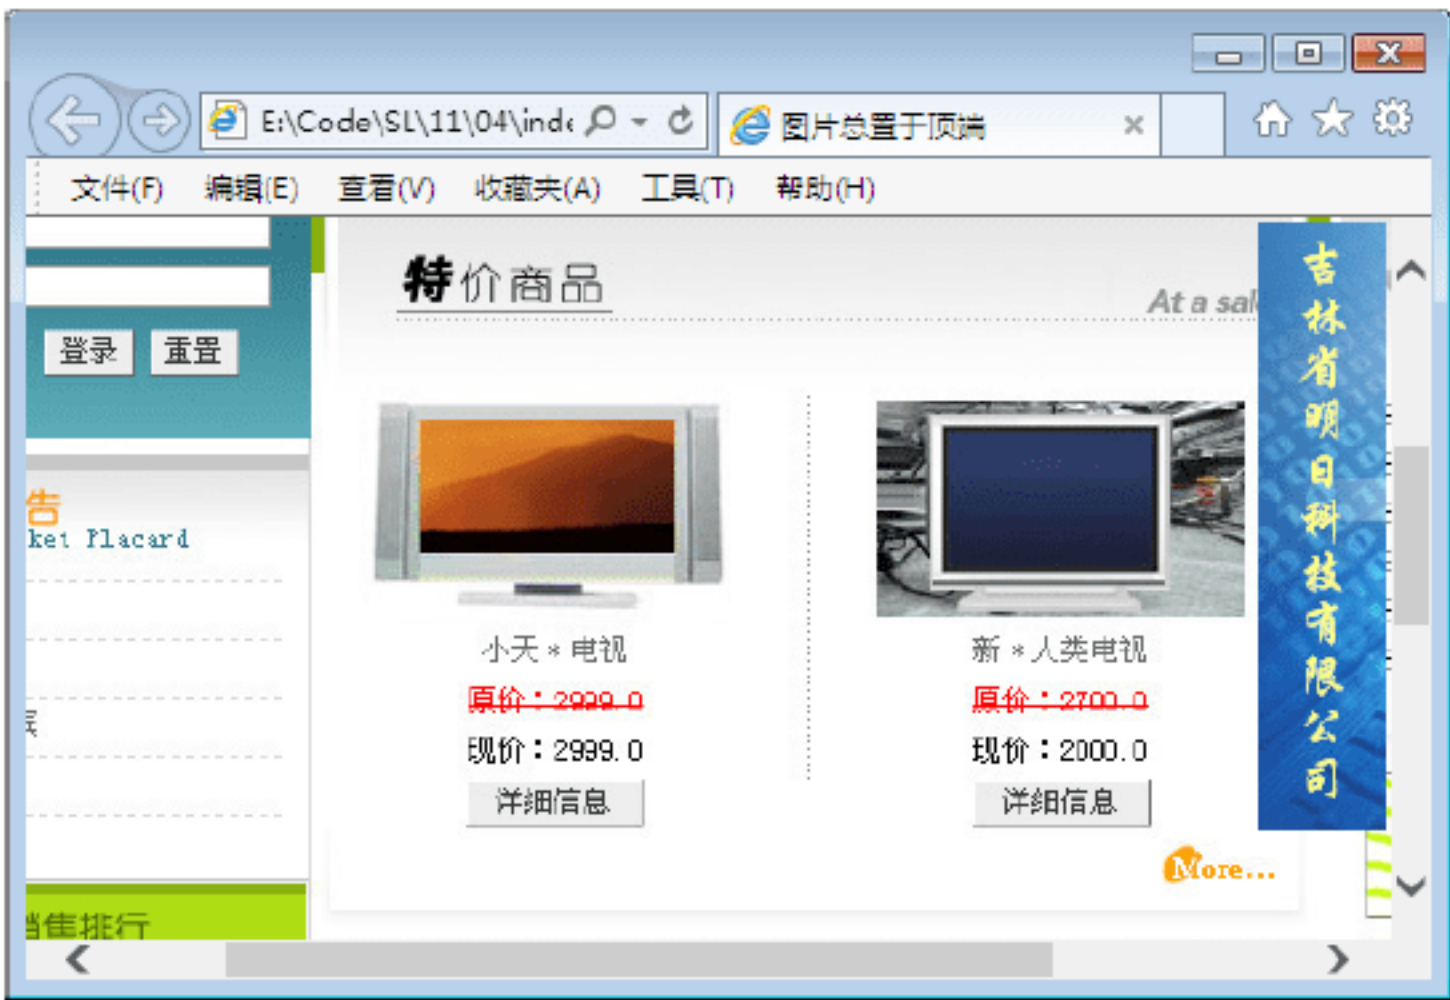 E:\Code\SL\11\04\inde
图片总置于顶端
文件(F) 编辑(E) 查看(V) 收藏夹(A) 工具(T) 帮助(H)
登录 重置
告
ket Placard
销售排行
特价商品
At a sal
小天*电视
原价：2999.0
现价：2999.0
详细信息
新*人类电视
原价：2700.0
现价：2000.0
详细信息
More...
吉林省明日科技有限公司